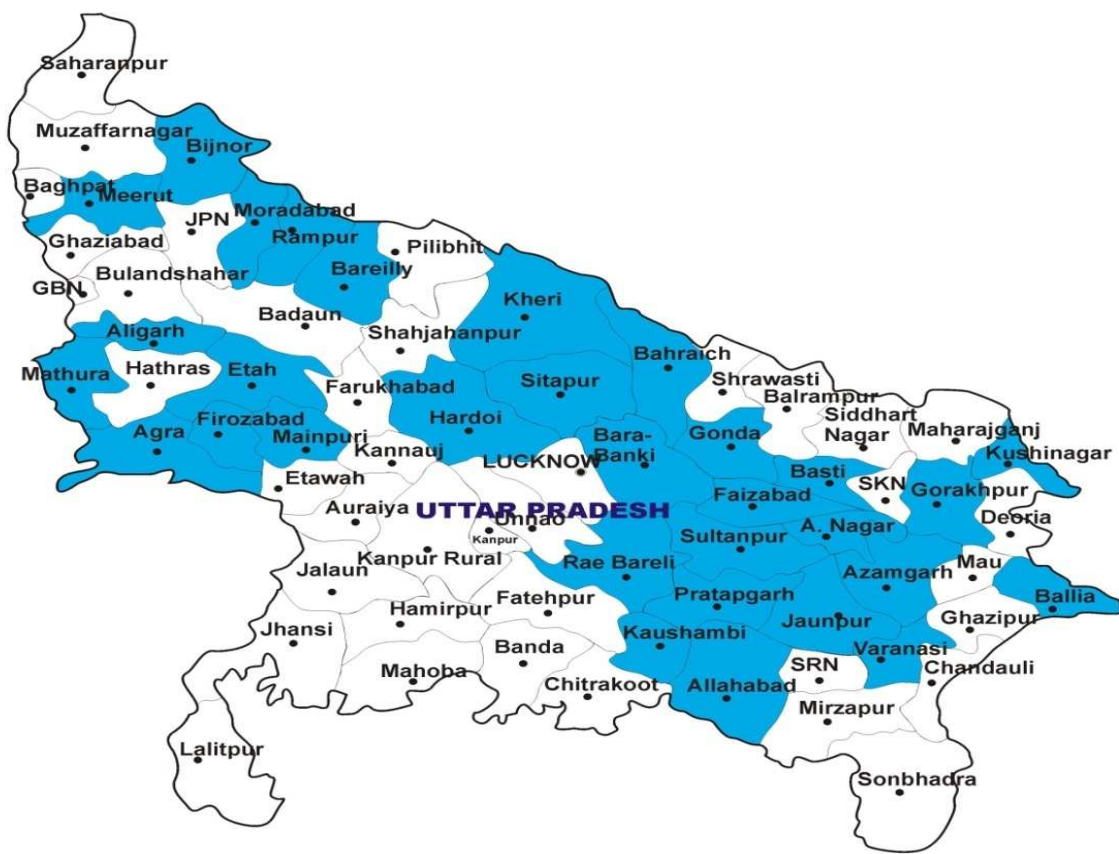 Saharanpur
Muzaffarnagar
Bijnor
Baghpat
Meerut
JPN
Moradabad
Rampur
Ghaziabad
Pilibhit
GBN
Bulandshahar
Bareilly
Badaun
Kheri
Aligarh
Shahjahanpur
Mathura
Hathras
Etah
Farukhabad
Sitapur
Bahraich
Shrawasti
Balrampur
Siddhart
Nagar
Maharajganj
Kushinagar
Agra
Firozabad
Mainpuri
Hardoi
Kannauj
LUCKNOW
Bara-
Banki
Gonda
Basti
SKN
Gorakhpur
Deoria
Etawah
Auraiya
UTTAR PRADESH
Unnao
Kanpur
Faizabad
Sultanpur
A. Nagar
Kanpur Rural
Jalaun
Rae Bareli
Azamgarh
Mau
Ballia
Hamirpur
Fatehpur
Pratapgarh
Jaunpur
Ghazipur
Jhansi
Mahoba
Banda
Kaushambi
Varanasi
Chandauli
SRN
Chitrakoot
Allahabad
Mirzapur
Lalitpur
Sonbhadra